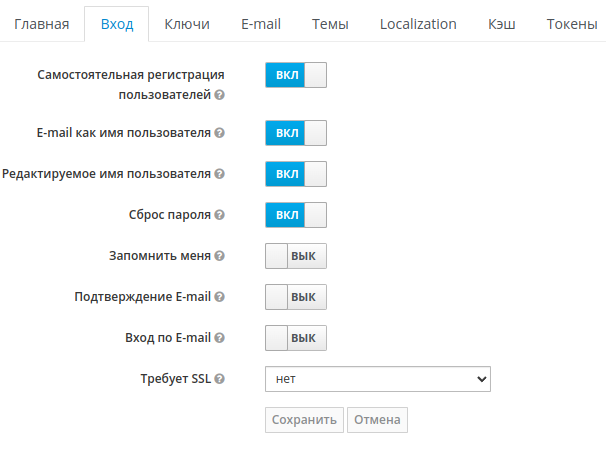 Главная Вход Ключи E-mail Темы Localization Кэш Токены
Самостоятельная регистрация
пользователей ВКЛ
E-mail как имя пользователя ВКЛ
Редактируемое имя пользователя ВКЛ
Сброс пароля ВКЛ
Запомнить меня ВЫК
Подтверждение E-mail ВЫК
Вход по E-mail ВЫК
Требует SSL нет
Сохранить Отмена